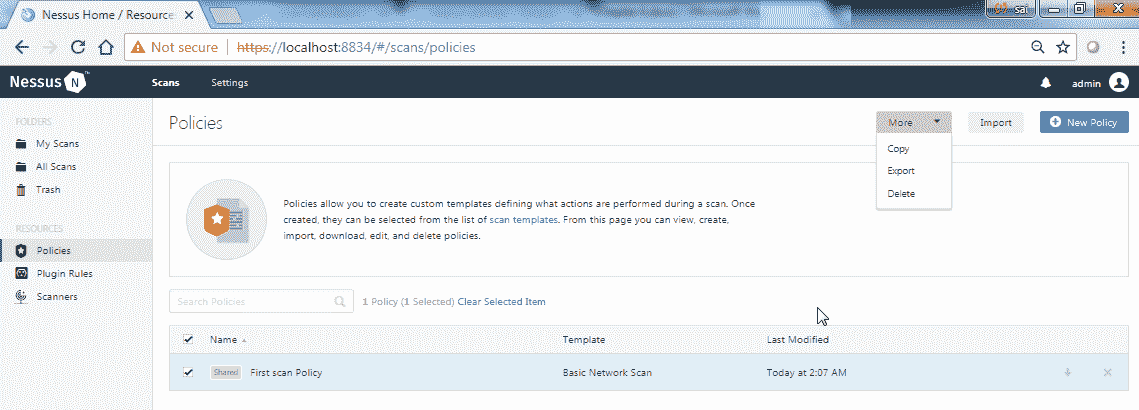 Nessus Home / Resource
sai
Not secure https://localhost:8834/#/scans/policies
Nessus N Scans Settings admin
FOLDERS
My Scans
All Scans
Trash
RESOURCES
Policies
Plugin Rules
Scanners
Policies
More Import New Policy
Copy
Export
Delete
Policies allow you to create custom templates defining what actions are performed during a scan. Once
created, they can be selected from the list of scan templates. From this page you can view, create,
import, download, edit, and delete policies.
Search Policies 1 Policy (1 Selected) Clear Selected Item
Name Template Last Modified
Shared First scan Policy Basic Network Scan Today at 2:07 AM